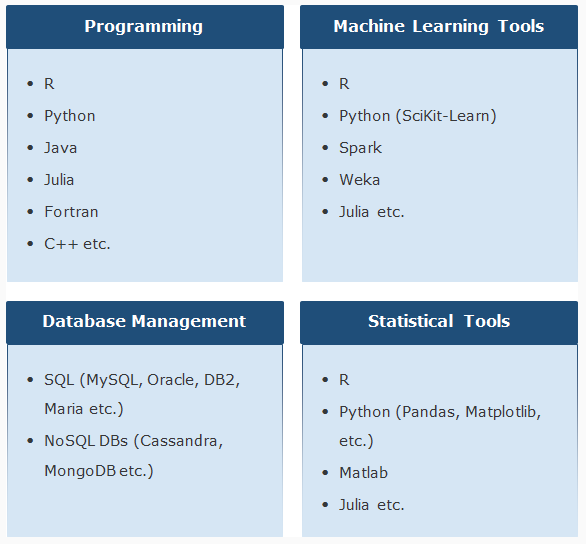 Programming
• R
• Python
• Java
• Julia
• Fortran
• C++ etc.
Machine Learning Tools
• R
• Python (SciKit-Learn)
• Spark
• Weka
• Julia etc.
Database Management
• SQL (MySQL, Oracle, DB2,
Maria etc.)
• NoSQL DBs (Cassandra,
MongoDB etc.)
Statistical Tools
• R
• Python (Pandas, Matplotlib,
etc.)
• Matlab
• Julia etc.